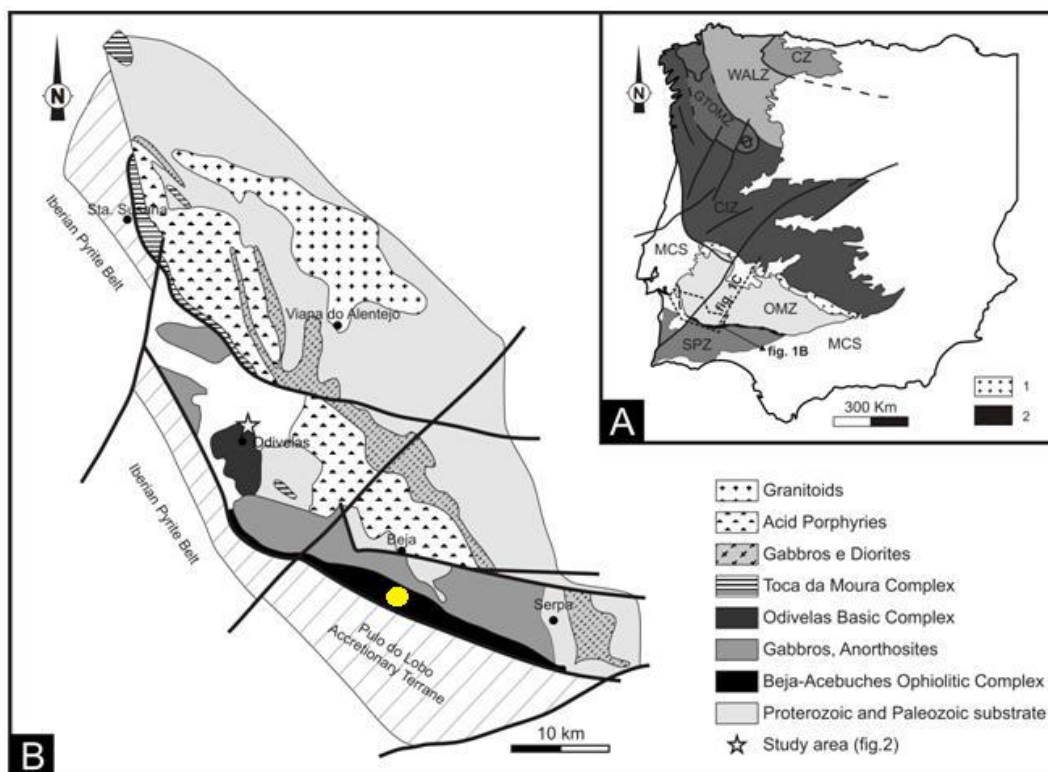 N
Sta. Susana
Iberian Pyrite Belt
Viana do Alentejo
Odivelas
Iberian Pyrite Belt
Beja
Serpa
Pulo do Lobo
Accretionary Terrane
10 km
B
N
CZ
WALZ
GTOMZ
CIZ
MCS
fig. 1C
OMZ
SPZ
MCS
fig. 1B
1
2
300 Km
A
Granitoids
Acid Porphyries
Gabbros e Diorites
Toca da Moura Complex
Odivelas Basic Complex
Gabbros, Anorthosites
Beja-Acebuches Ophiolitic Complex
Proterozoic and Paleozoic substrate
Study area (fig.2)